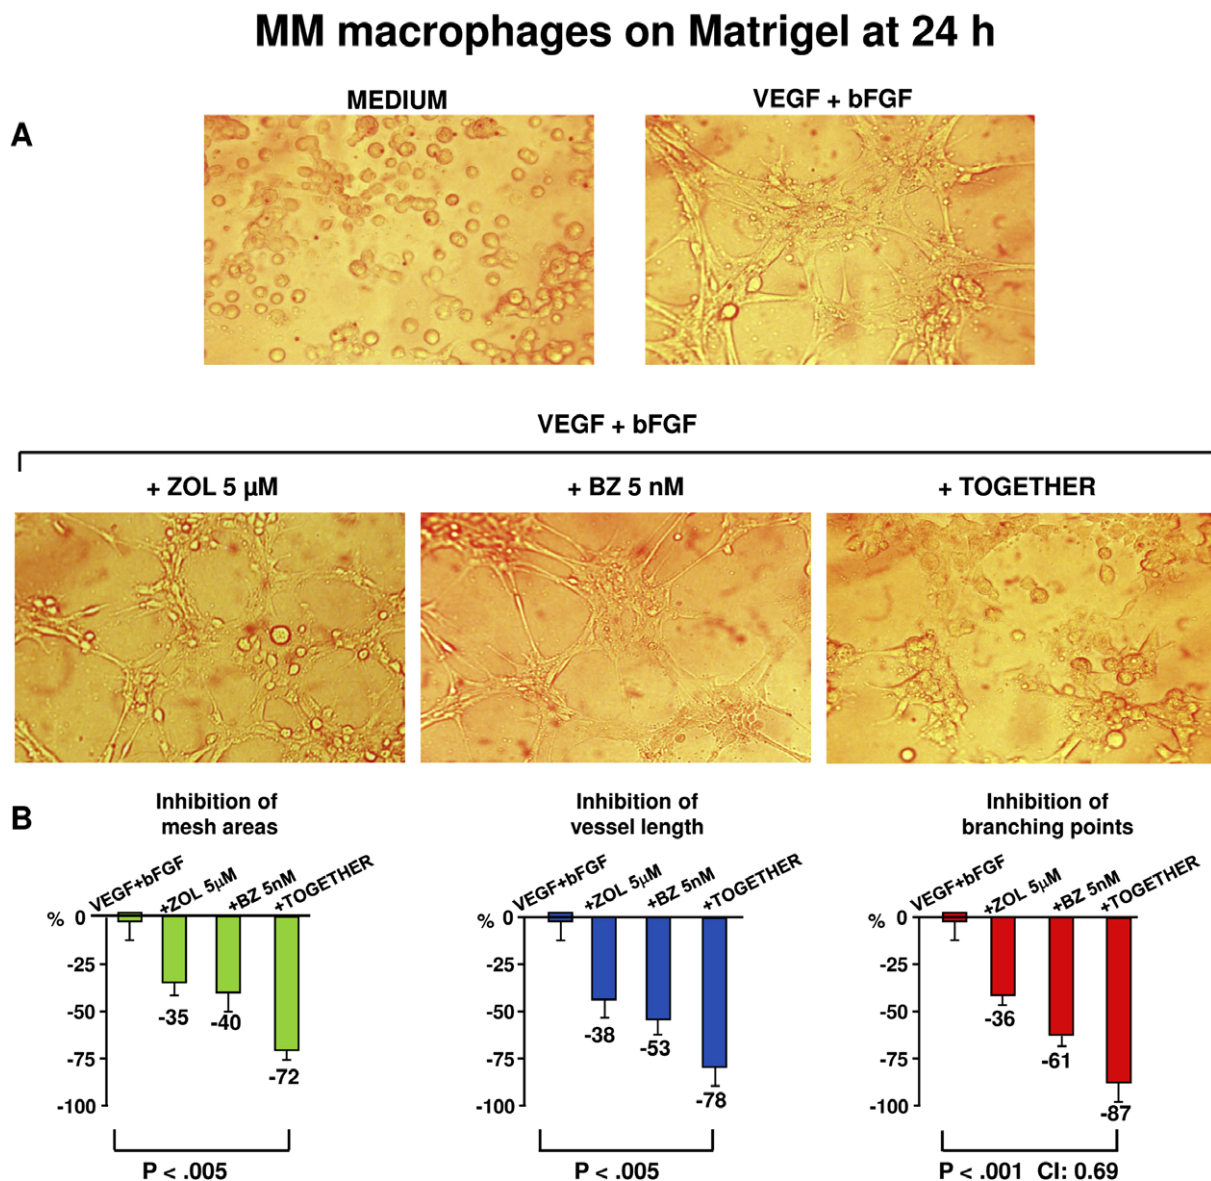 MM macrophages on Matrigel at 24 h
A
MEDIUM
VEGF + bFGF
VEGF + bFGF
+ ZOL 5 µM
+ BZ 5 nM
+ TOGETHER
B
Inhibition of
mesh areas
VEGF+bFGF
+ZOL 5µM
+BZ 5nM
+TOGETHER
% 0
-25
-50
-75
-100
-35
-40
-72
P < .005
Inhibition of
vessel length
VEGF+bFGF
+ZOL 5µM
+BZ 5nM
+TOGETHER
% 0
-25
-50
-75
-100
-38
-53
-78
P < .005
Inhibition of
branching points
VEGF+bFGF
+ZOL 5µM
+BZ 5nM
+TOGETHER
% 0
-25
-50
-75
-100
-36
-61
-87
P < .001 CI: 0.69